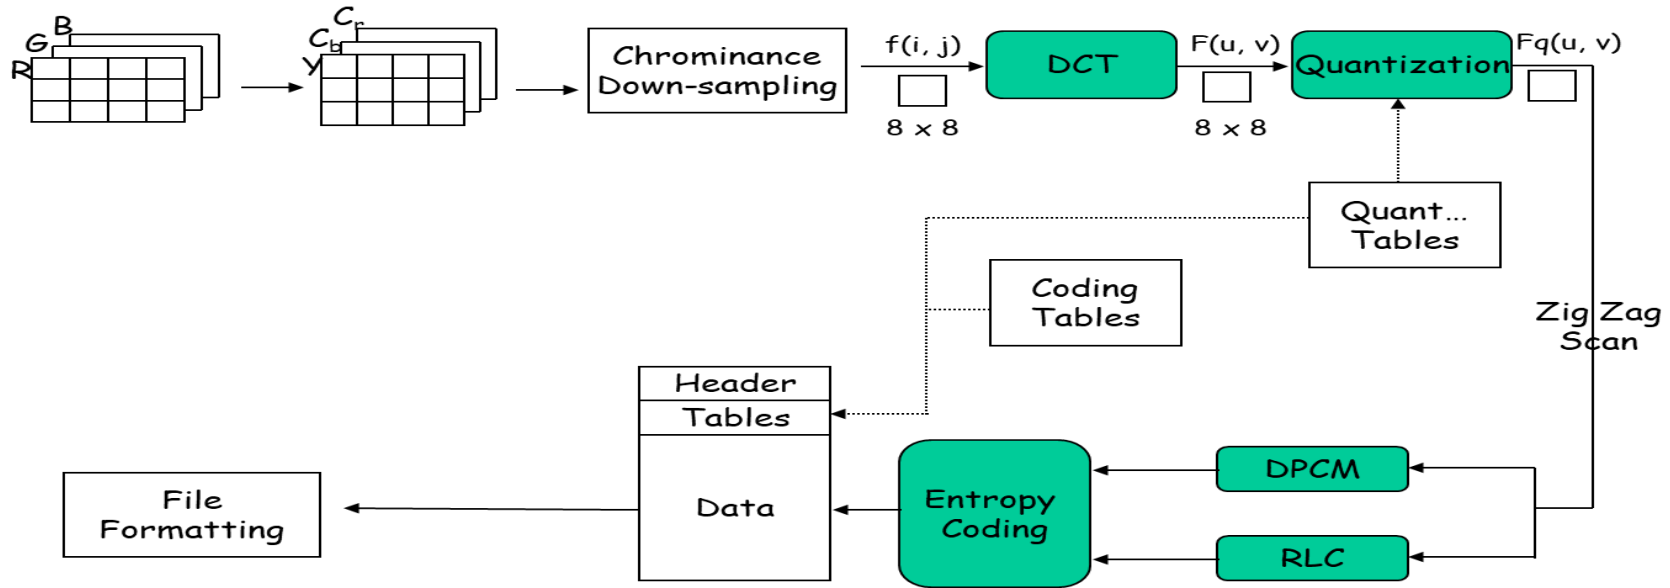 B
G
R
Cr
Cb
Y
Chrominance
Down-sampling
f(i, j)
8 x 8
DCT
F(u, v)
8 x 8
Quantization
Fq(u, v)
Quant...
Tables
Coding
Tables
Zig Zag
Scan
Header
Tables
Data
DPCM
Entropy
Coding
RLC
File
Formatting